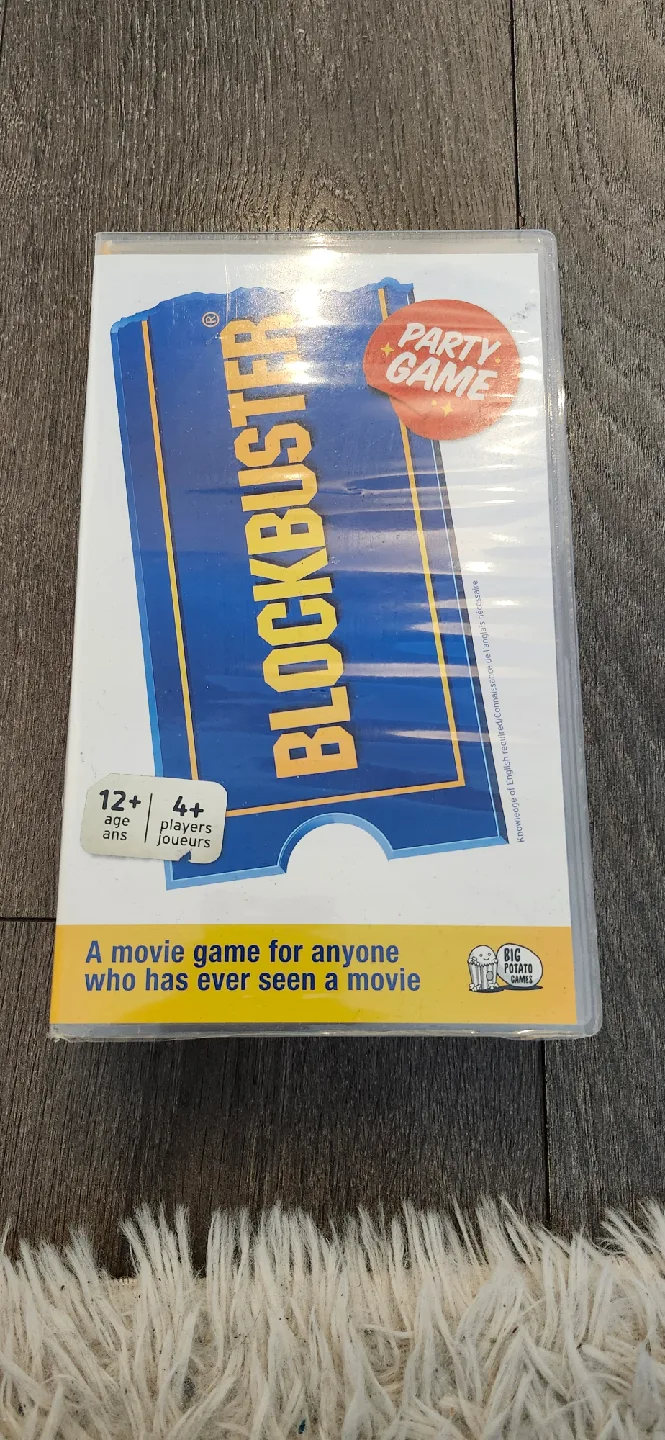 BLOCKBUSTER®
PARTY
GAME
Knowledge of English required/Connaissance de l'anglais nécessaire
12+
age
ans
4+
players
joueurs
A movie game for anyone
who has ever seen a movie
BIG
POTATO
GAMES